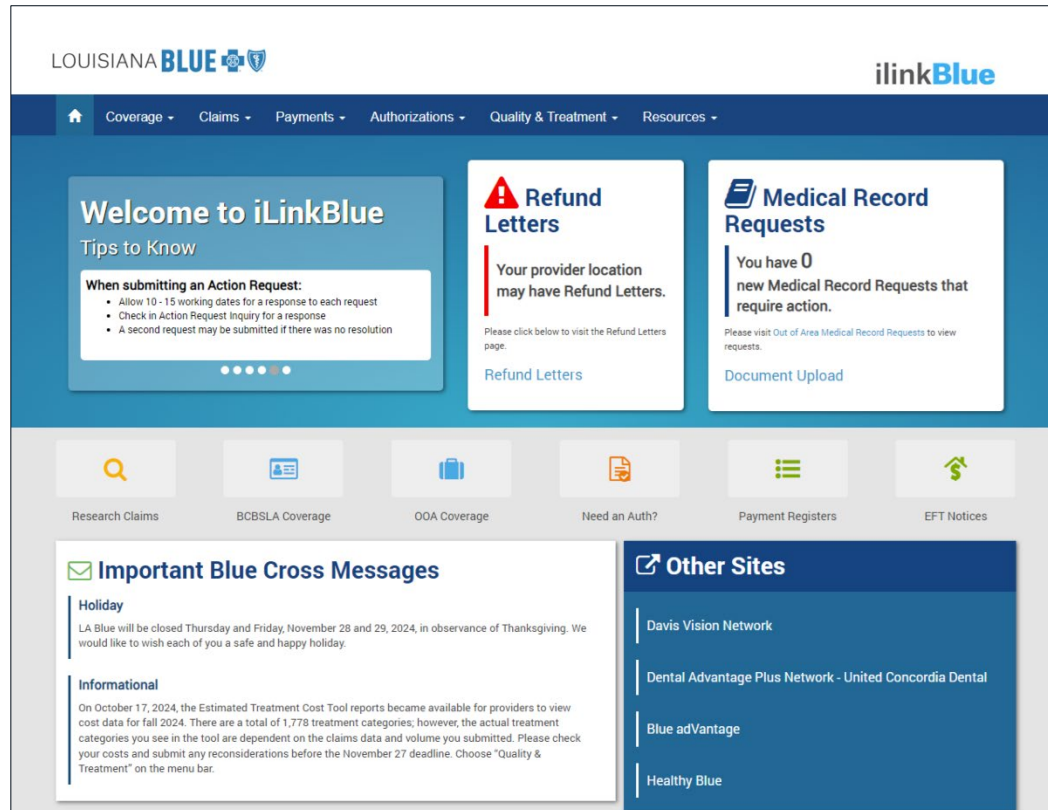 LOUISIANA BLUE
ilinkBlue
Coverage
Claims
Payments
Authorizations
Quality & Treatment
Resources
Welcome to iLinkBlue
Tips to Know
When submitting an Action Request:
Allow 10 - 15 working dates for a response to each request
Check in Action Request Inquiry for a response
A second request may be submitted if there was no resolution
Refund
Letters
Your provider location
may have Refund Letters.
Please click below to visit the Refund Letters
page.
Refund Letters
Medical Record
Requests
You have 0
new Medical Record Requests that
require action.
Please visit Out of Area Medical Record Requests to view
requests.
Document Upload
Research Claims
BCBSLA Coverage
OOA Coverage
Need an Auth?
Payment Registers
EFT Notices
Important Blue Cross Messages
Holiday
LA Blue will be closed Thursday and Friday, November 28 and 29, 2024, in observance of Thanksgiving. We
would like to wish each of you a safe and happy holiday.
Informational
On October 17, 2024, the Estimated Treatment Cost Tool reports became available for providers to view
cost data for fall 2024. There are a total of 1,778 treatment categories; however, the actual treatment
categories you see in the tool are dependent on the claims data and volume you submitted. Please check
your costs and submit any reconsiderations before the November 27 deadline. Choose "Quality &
Treatment" on the menu bar.
Other Sites
Davis Vision Network
Dental Advantage Plus Network - United Concordia Dental
Blue adVantage
Healthy Blue